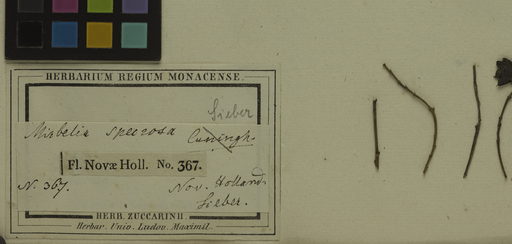 HERBARIUM REGIUM MONACENSE.
Sieber
Mirbelia speciosa
Fl. Novæ Holl. No. 367.
N. 367. Nov. Holland.
Sieber.
HERB. ZUCCARINII.
Herbar. Univ. Ludov. Maximil.